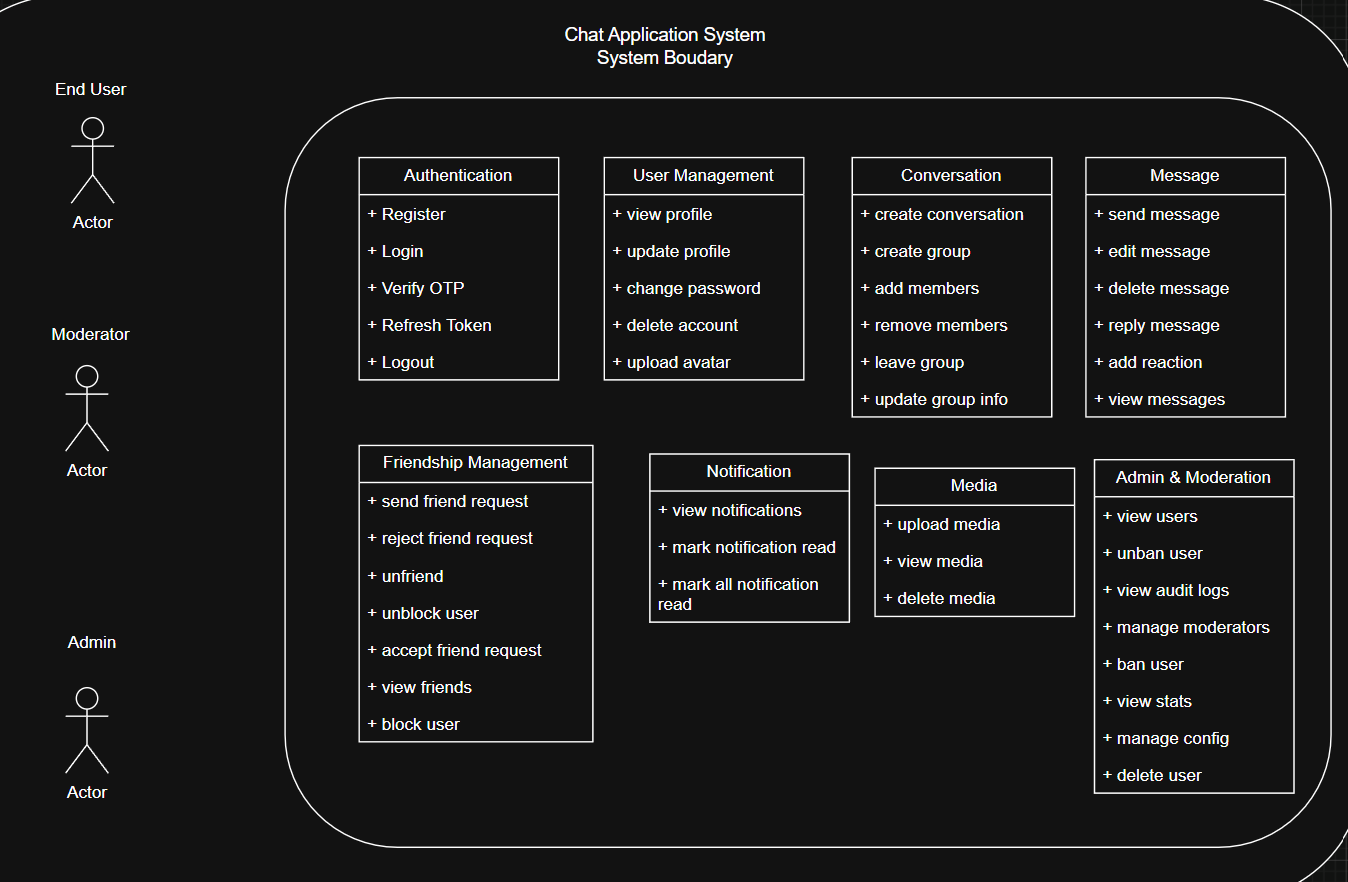 Chat Application System
System Boudary
End User
Actor
Moderator
Actor
Admin
Actor
Authentication
+ Register
+ Login
+ Verify OTP
+ Refresh Token
+ Logout
User Management
+ view profile
+ update profile
+ change password
+ delete account
+ upload avatar
Conversation
+ create conversation
+ create group
+ add members
+ remove members
+ leave group
+ update group info
Message
+ send message
+ edit message
+ delete message
+ reply message
+ add reaction
+ view messages
Friendship Management
+ send friend request
+ reject friend request
+ unfriend
+ unblock user
+ accept friend request
+ view friends
+ block user
Notification
+ view notifications
+ mark notification read
+ mark all notification
read
Media
+ upload media
+ view media
+ delete media
Admin & Moderation
+ view users
+ unban user
+ view audit logs
+ manage moderators
+ ban user
+ view stats
+ manage config
+ delete user